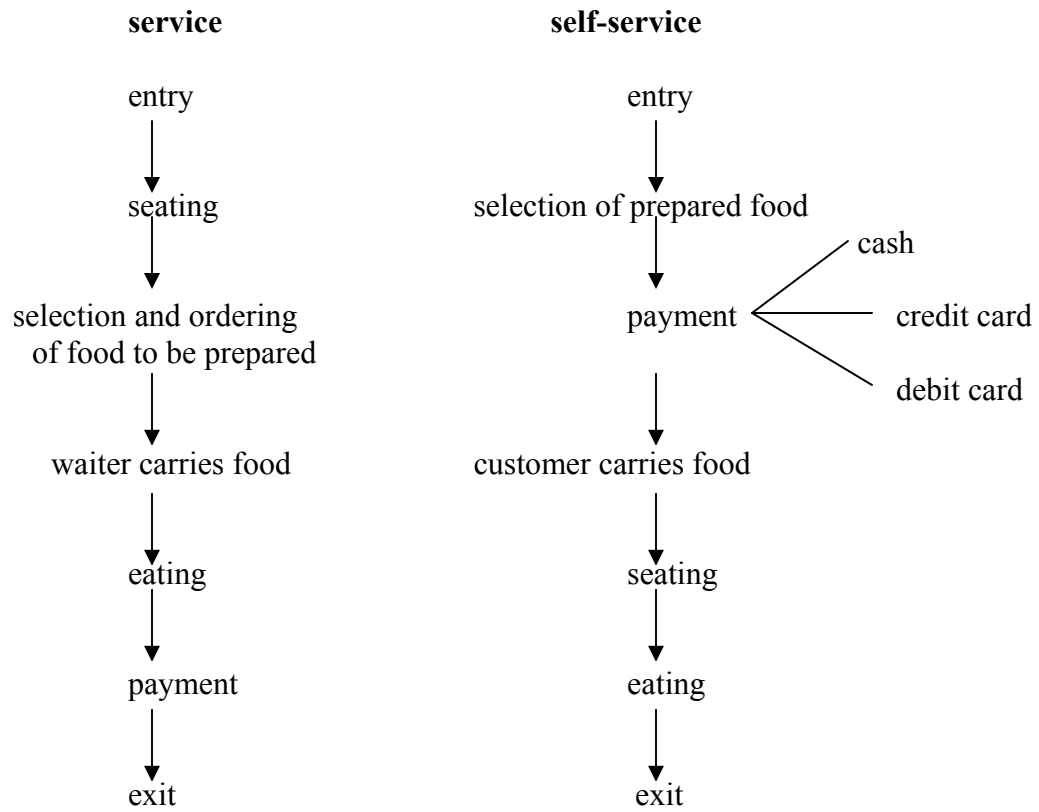 service
entry
seating
selection and ordering
of food to be prepared
waiter carries food
eating
payment
exit
self-service
entry
selection of prepared food
payment
cash
credit card
debit card
customer carries food
seating
eating
exit